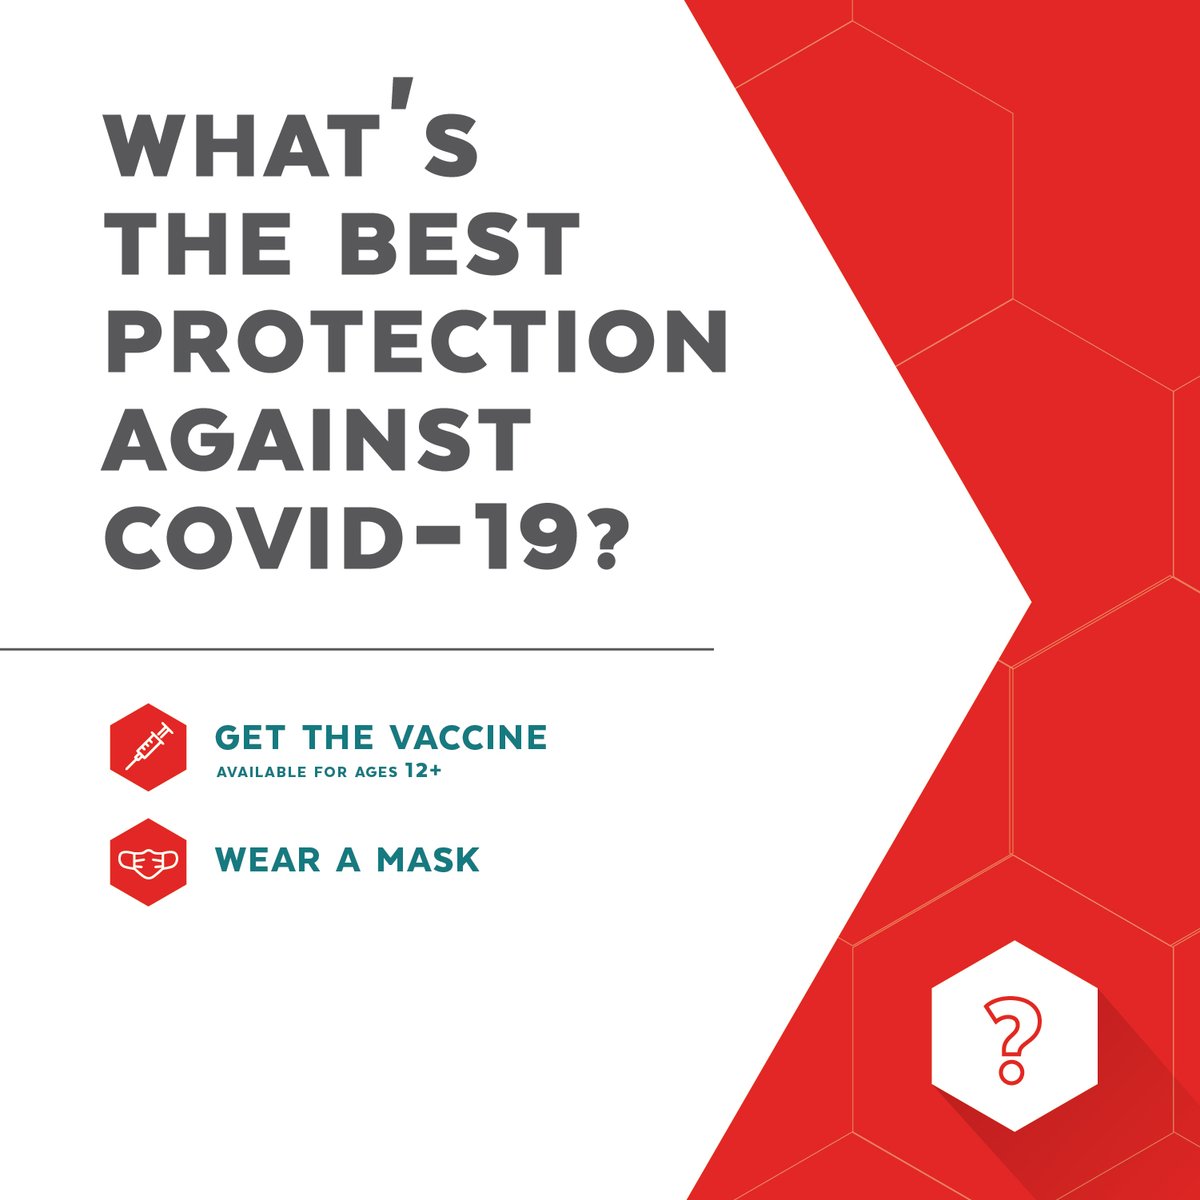 WHAT'S
THE BEST
PROTECTION
AGAINST
COVID-19?
GET THE VACCINE
AVAILABLE FOR AGES 12+
WEAR A MASK
?